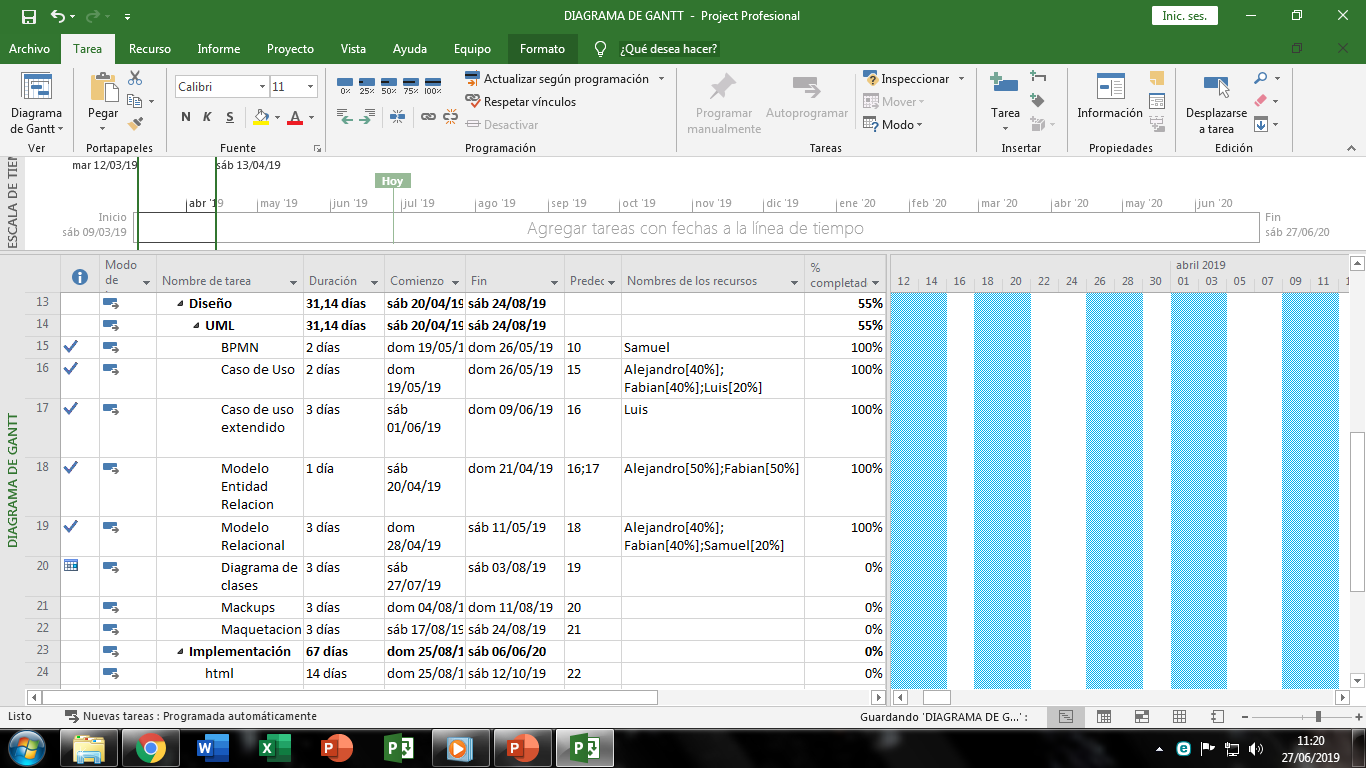 DIAGRAMA DE GANTT - Project Profesional
Inic. ses.
Archivo Tarea Recurso Informe Proyecto Vista Ayuda Equipo Formato ¿Qué desea hacer?
Diagrama de Gantt
Ver
Pegar
Portapapeles
Calibri 11
N K S A
Fuente
0% 25% 50% 75% 100%
Actualizar según programación
Respetar vínculos
Desactivar
Programación
Programar manualmente
Autoprogramar
Inspeccionar
Mover
Modo
Tareas
Tarea
Insertar
Información
Propiedades
Desplazarse a tarea
Edición
ESCALA DE TIEM
mar 12/03/19 sáb 13/04/19
Hoy
abr '19 may '19 jun '19 jul '19 ago '19 sep '19 oct '19 nov '19 dic '19 ene '20 feb '20 mar '20 abr '20 may '20 jun '20
Inicio
sáb 09/03/19
Agregar tareas con fechas a la línea de tiempo
Fin
sáb 27/06/20
DIAGRAMA DE GANTT
Modo de Nombre de tarea Duración Comienzo Fin Predec Nombres de los recursos % completad
abril 2019
12 14 16 18 20 22 24 26 28 30 01 03 05 07 09 11 1
13 Diseño 31,14 días sáb 20/04/19 sáb 24/08/19 55%
14 UML 31,14 días sáb 20/04/19 sáb 24/08/19 55%
15 BPMN 2 días dom 19/05/1 dom 26/05/19 10 Samuel 100%
16 Caso de Uso 2 días dom 19/05/19 dom 26/05/19 15 Alejandro[40%]; Fabian[40%];Luis[20%] 100%
17 Caso de uso extendido 3 días sáb 01/06/19 dom 09/06/19 16 Luis 100%
18 Modelo Entidad Relacion 1 día sáb 20/04/19 dom 21/04/19 16;17 Alejandro[50%];Fabian[50%] 100%
19 Modelo Relacional 3 días dom 28/04/19 sáb 11/05/19 18 Alejandro[40%]; Fabian[40%];Samuel[20%] 100%
20 Diagrama de clases 3 días sáb 27/07/19 sáb 03/08/19 19 0%
21 Mackups 3 días dom 04/08/1 dom 11/08/19 20 0%
22 Maquetacion 3 días sáb 17/08/19 sáb 24/08/19 21 0%
23 Implementación 67 días dom 25/08/1 sáb 06/06/20 0%
24 html 14 días dom 25/08/1 sáb 12/10/19 22 0%
Listo Nuevas tareas : Programada automáticamente Guardando 'DIAGRAMA DE G...' :
11:20
27/06/2019